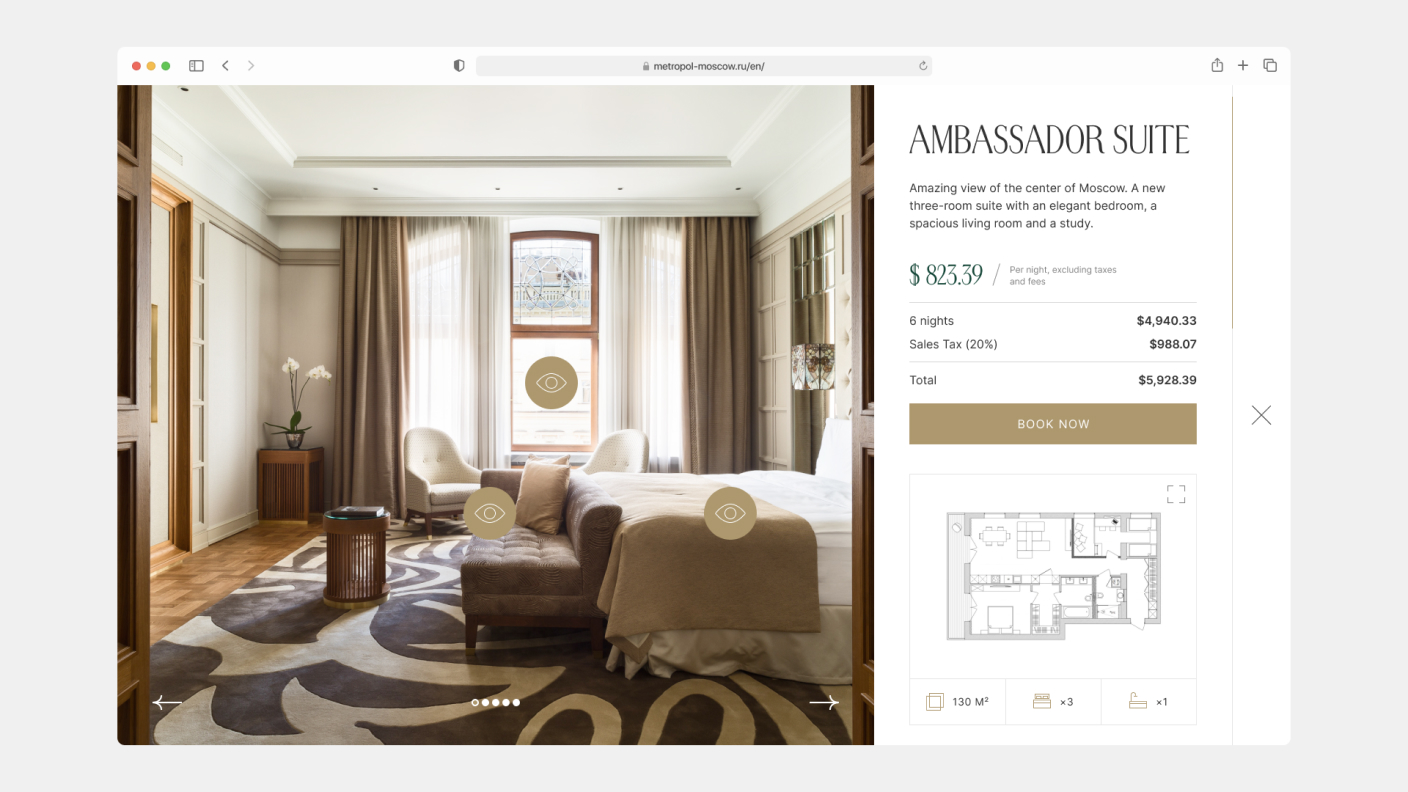 metropol-moscow.ru/en/
AMBASSADOR SUITE
Amazing view of the center of Moscow. A new
three-room suite with an elegant bedroom, a
spacious living room and a study.
$ 823.39 / Per night, excluding taxes
and fees
6 nights $4,940.33
Sales Tax (20%) $988.07
Total $5,928.39
BOOK NOW
130 M²
×3
×1